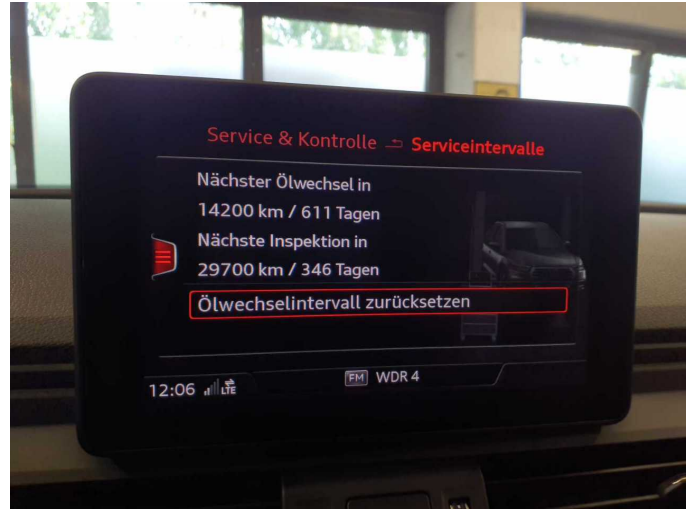 Service & Kontrolle Serviceintervalle
Nächster Ölwechsel in
14200 km / 611 Tagen
Nächste Inspektion in
29700 km / 346 Tagen
Ölwechselintervall zurücksetzen
12:06 LTE FM WDR 4